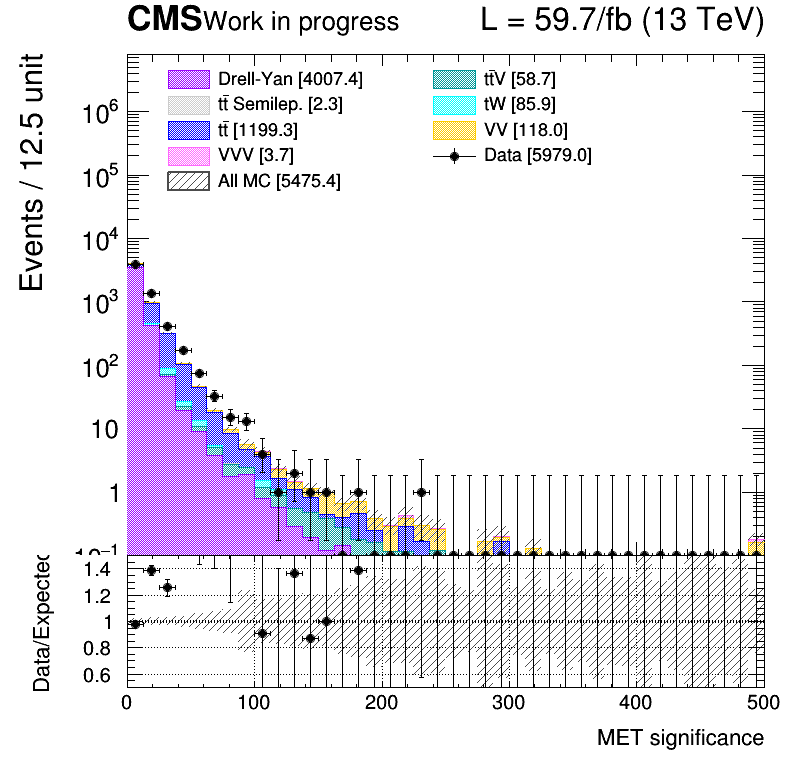 CMS Work in progress L = 59.7/fb (13 TeV)
Drell-Yan [4007.4] tt̄V [58.7]
tt̄ Semilep. [2.3] tW [85.9]
tt̄ [1199.3] VV [118.0]
VVV [3.7] Data [5979.0]
All MC [5475.4]
Events / 12.5 unit
10⁶
10⁵
10⁴
10³
10²
10
1
10⁻¹
Data/Expected
1.4
1.2
1
0.8
0.6
0 100 200 300 400 500
MET significance